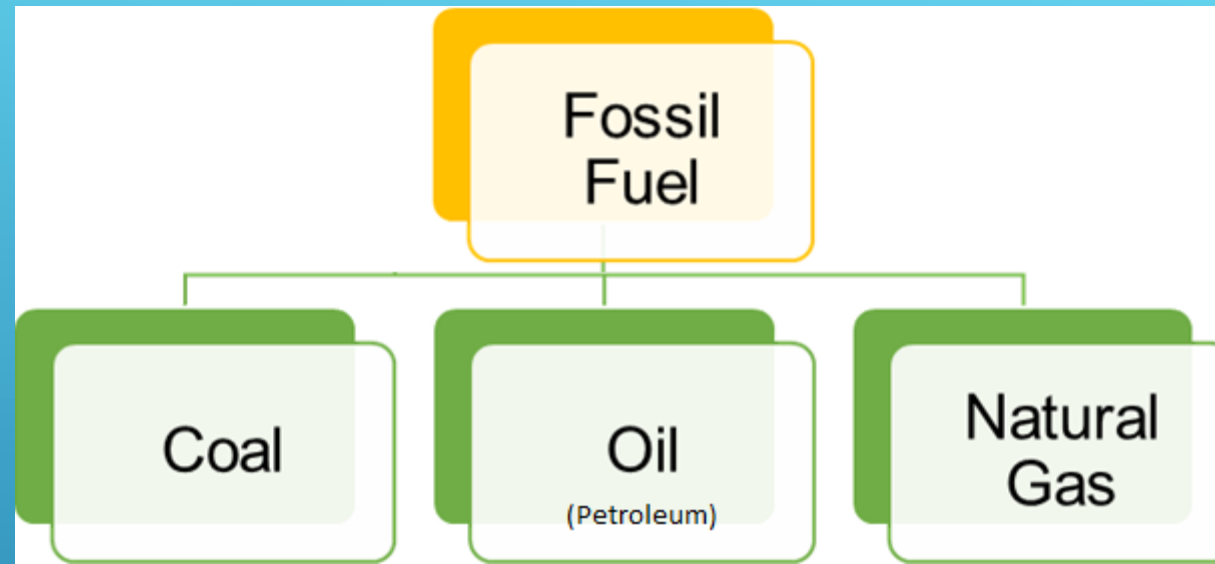 Fossil
Fuel
Coal
Oil
(Petroleum)
Natural
Gas